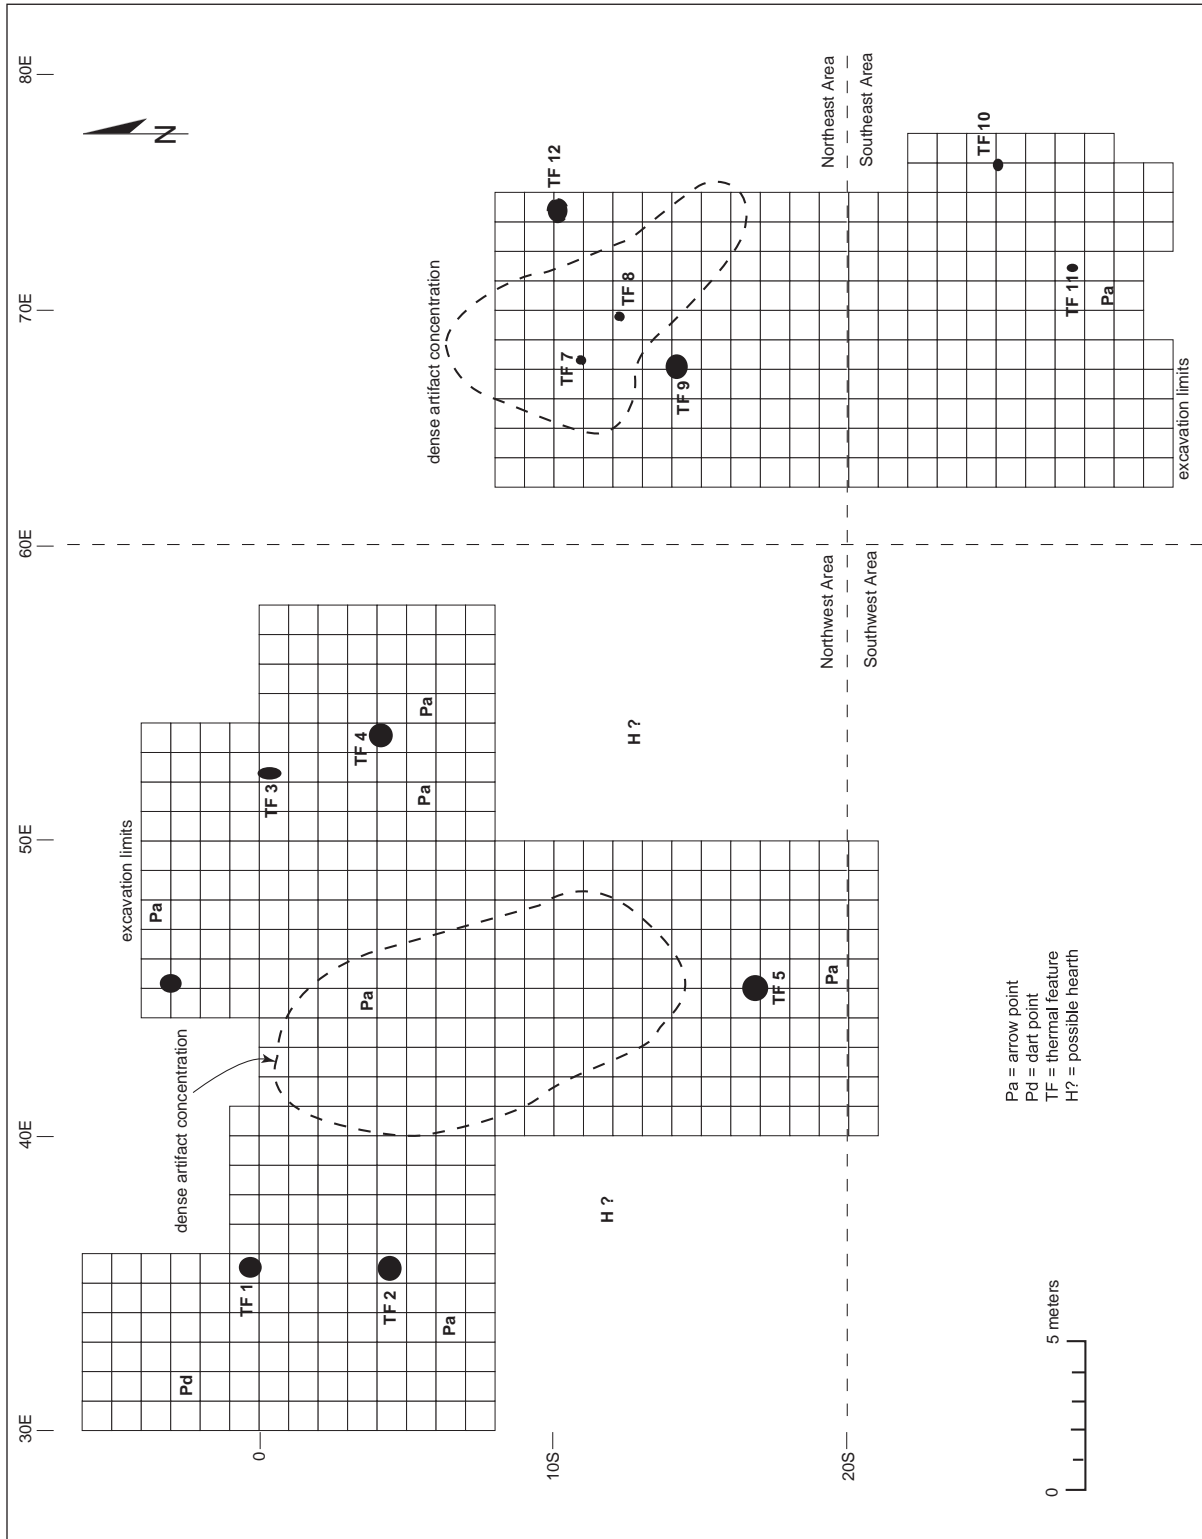 30E
40E
50E
60E
70E
80E
N
0
10S
20S
Pd
TF 1
TF 2
Pa
dense artifact concentration
excavation limits
Pa
Pa
TF 3
TF 4
Pa
Pa
TF 5
Pa
H ?
H ?
Northwest Area
Southwest Area
dense artifact concentration
TF 7
TF 8
TF 9
TF 12
Northeast Area
Southeast Area
TF 10
TF 11
Pa
excavation limits
0
5 meters
Pa = arrow point
Pd = dart point
TF = thermal feature
H? = possible hearth